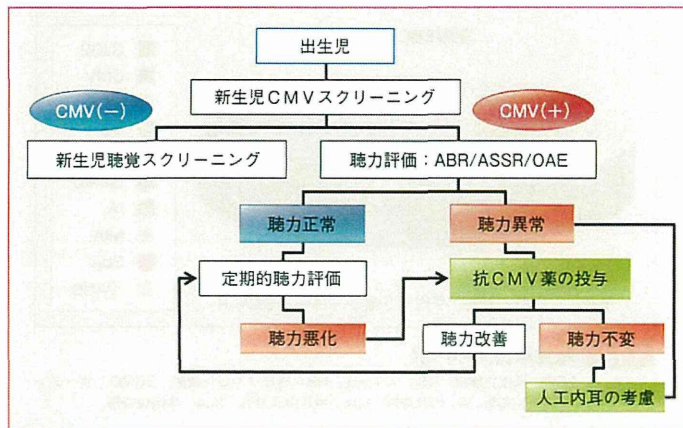 出生児
新生児CMVスクリーニング
CMV(−)
CMV(+)
新生児聴覚スクリーニング
聴力評価：ABR/ASSR/OAE
聴力正常
聴力異常
定期的聴力評価
抗CMV薬の投与
聴力悪化
聴力改善
聴力不変
人工内耳の考慮